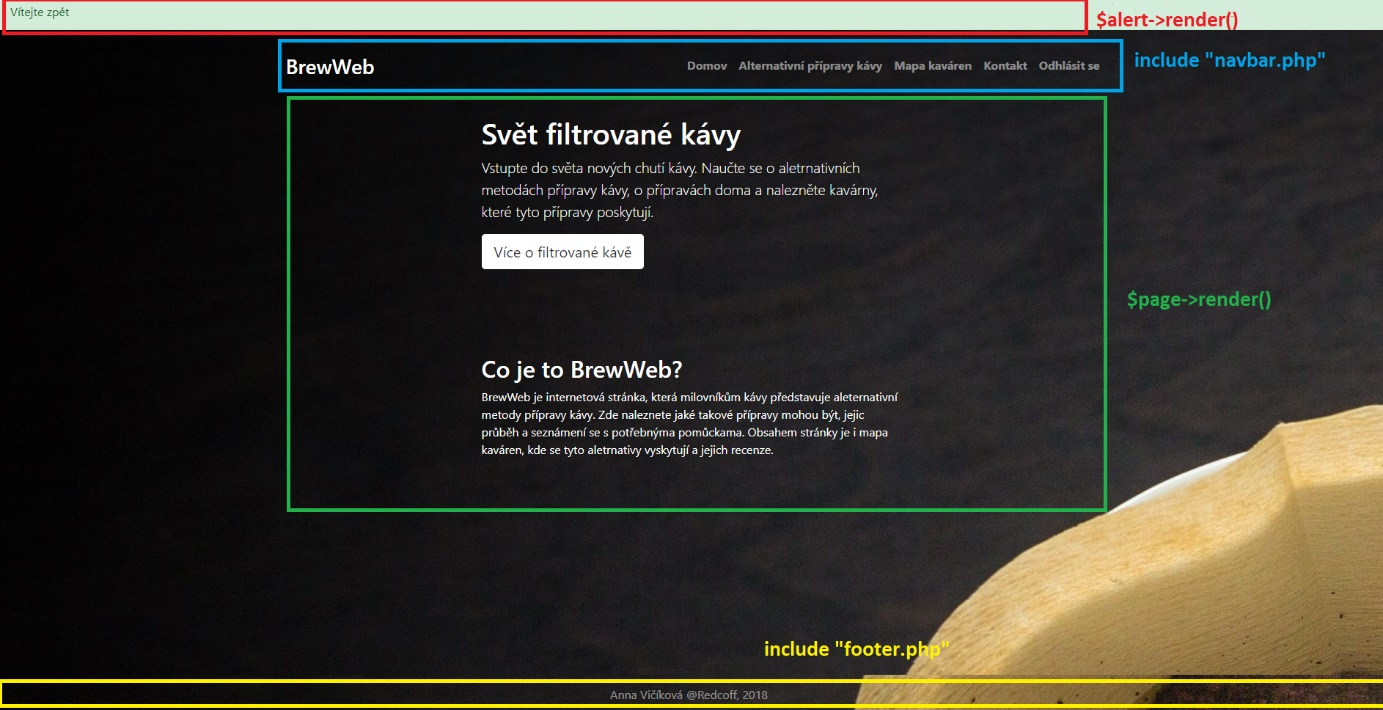 Vítejte zpět
$alert->render()
BrewWeb
Domov Alternativní přípravy kávy Mapa kaváren Kontakt Odhlásit se
include "navbar.php"
Svět filtrované kávy
Vstupte do světa nových chutí kávy. Naučte se o aletrnativních
metodách přípravy kávy, o přípravách doma a nalezněte kavárny,
které tyto přípravy poskytují.
Více o filtrované kávě
$page->render()
Co je to BrewWeb?
BrewWeb je internetová stránka, která milovníkům kávy představuje aleternativní
metody přípravy kávy. Zde naleznete jaké takové přípravy mohou být, jejic
průběh a seznámení se s potřebnýma pomůckama. Obsahem stránky je i mapa
kaváren, kde se tyto aletrnativy vyskytují a jejich recenze.
include "footer.php"
Anna Vičíková @Redcoff, 2018